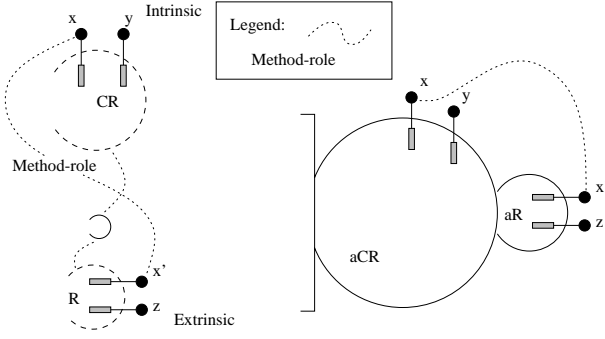 x
y
Intrinsic
CR
Method-role
R
x'
z
Extrinsic
Legend:
Method-role
x
y
aCR
aR
x
z